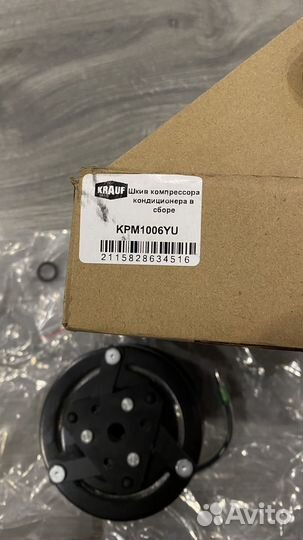 KRAUF
Шкив компрессора
кондиционера в
сборе
KPM1006YU
2115828634516
Avito